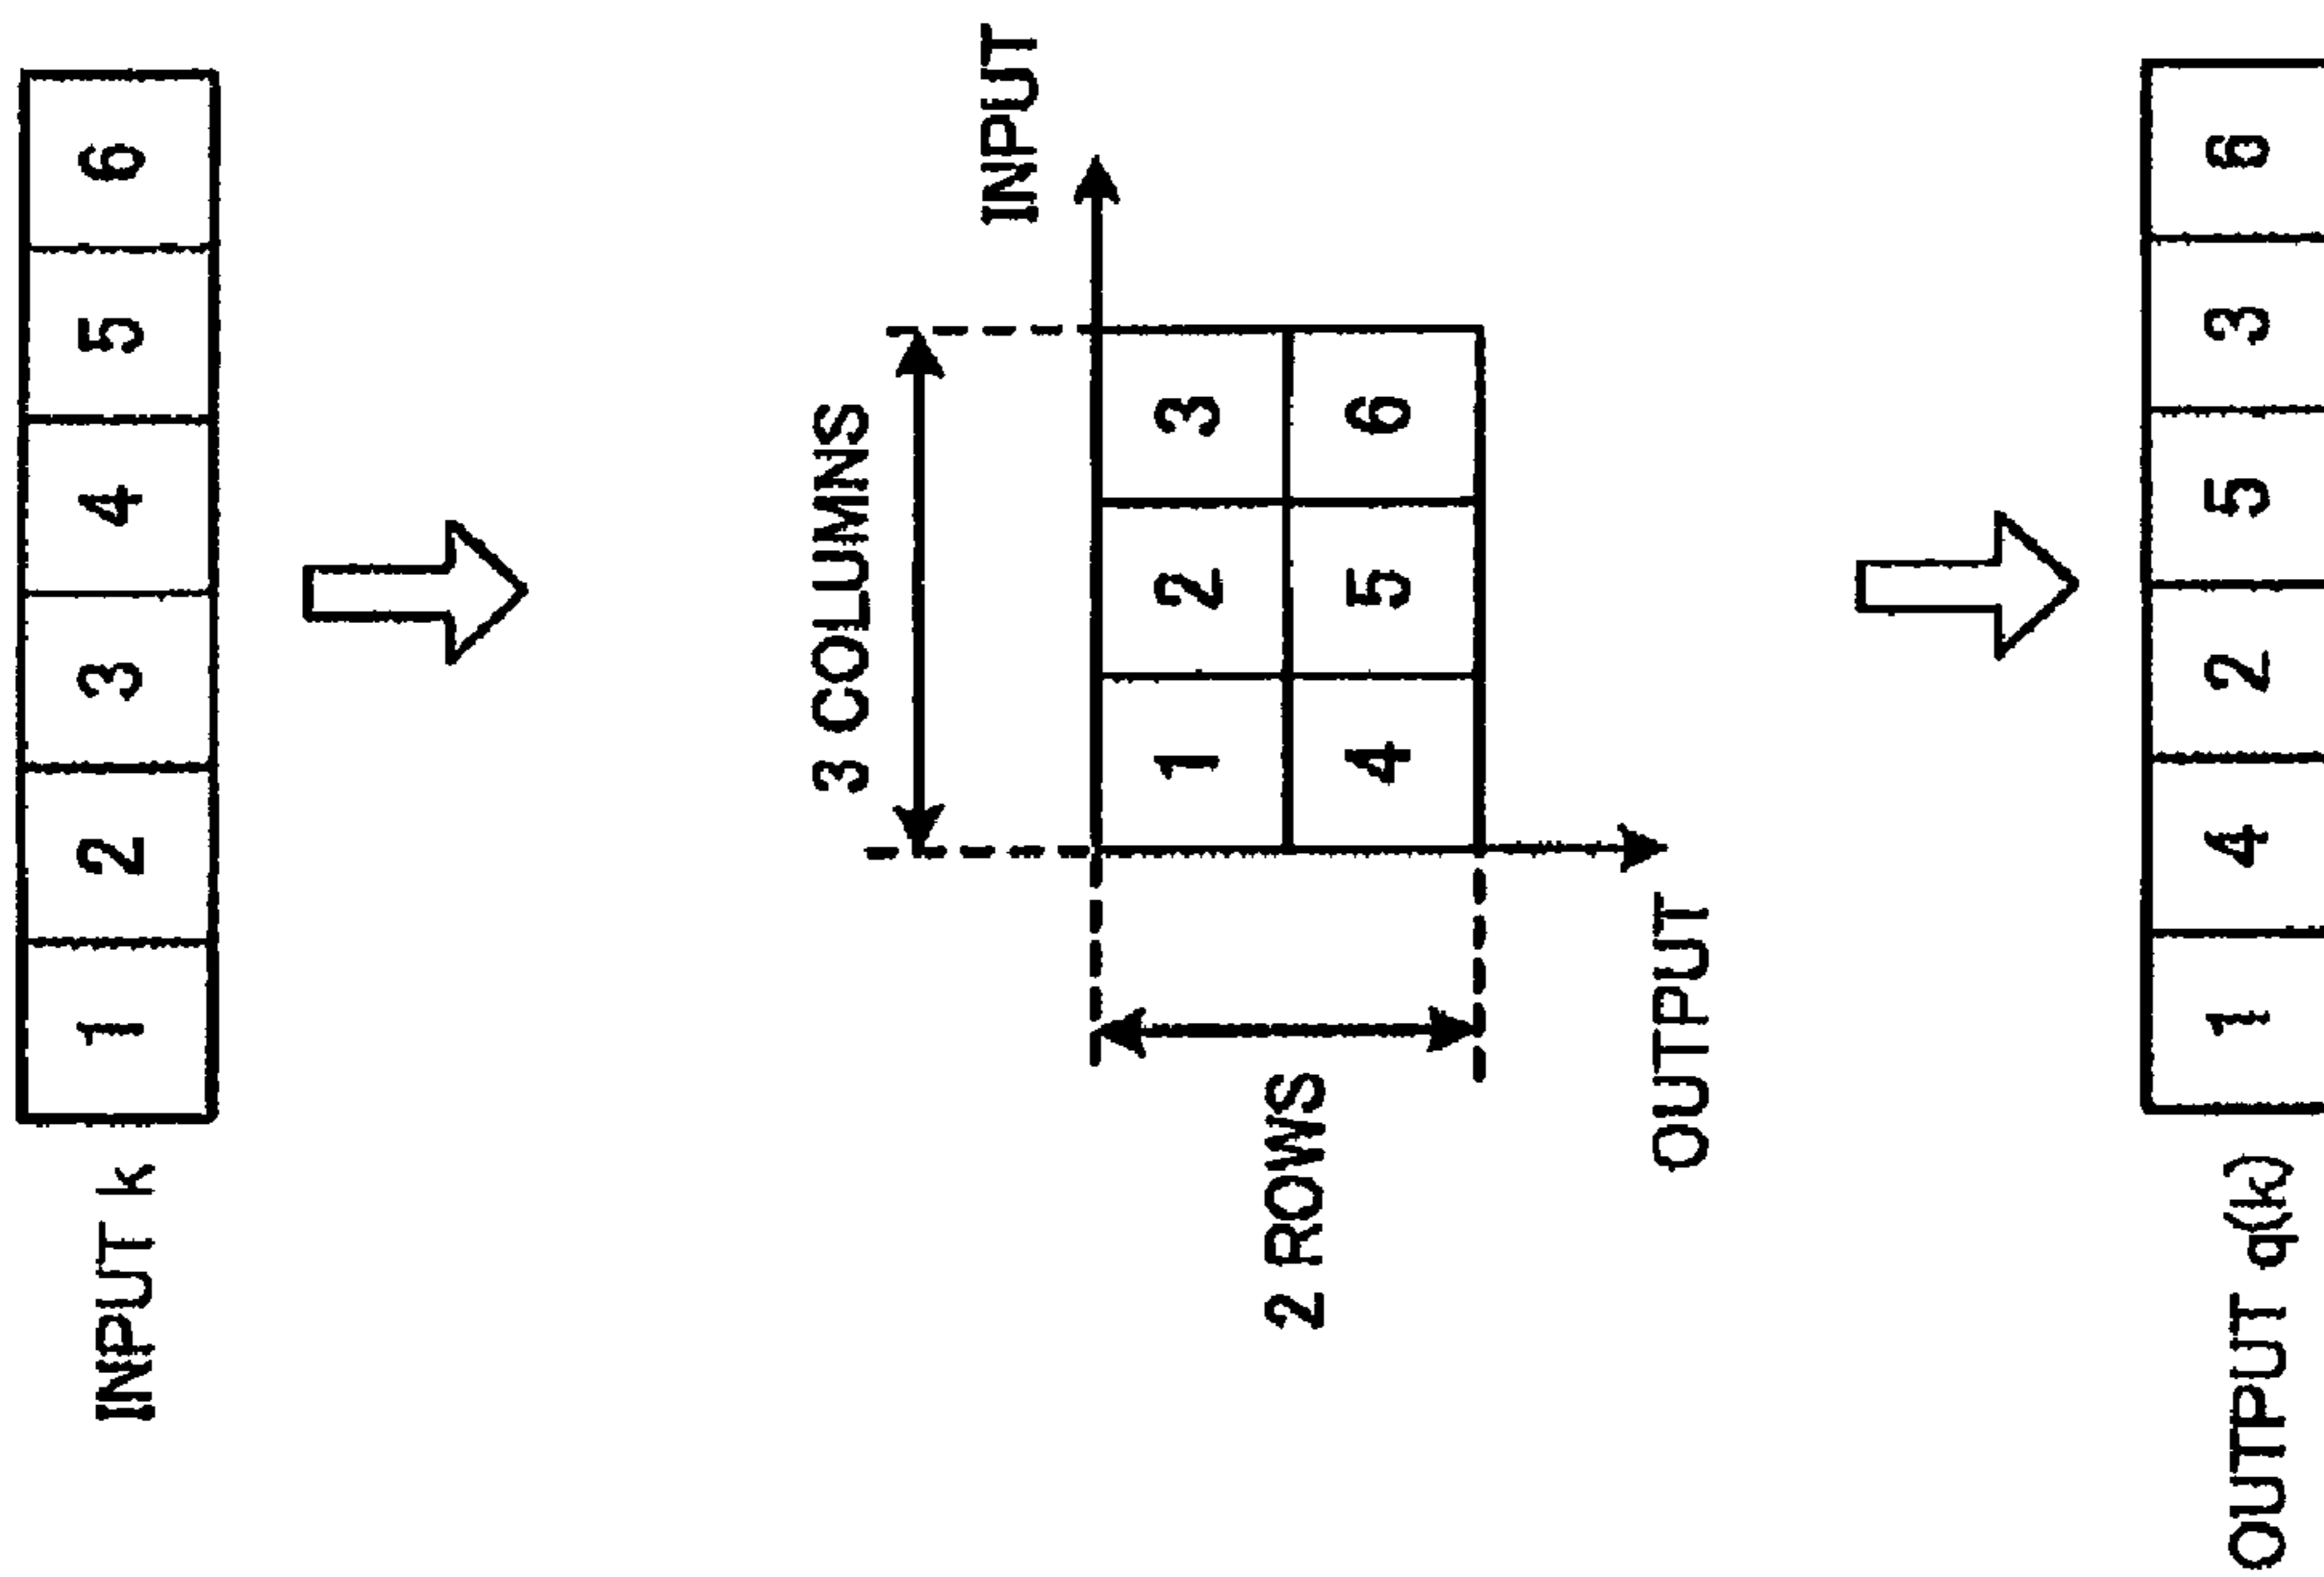 INPUT k 1 2 3 4 5 6
3 COLUMNS
INPUT
2 ROWS
1 2 3
4 5 6
OUTPUT
OUTPUT q(k) 1 4 2 5 3 6